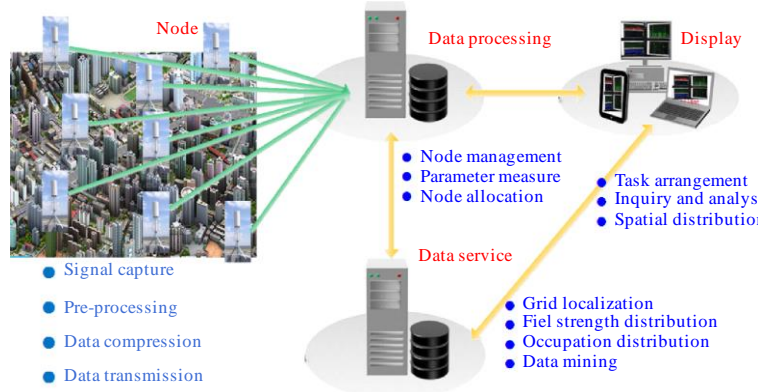 Node
Data processing
Display
Node management
Parameter measure
Node allocation
Task arrangement
Inquiry and analys
Spatial distribution
Data service
Signal capture
Pre-processing
Data compression
Data transmission
Grid localization
Fiel strength distribution
Occupation distribution
Data mining